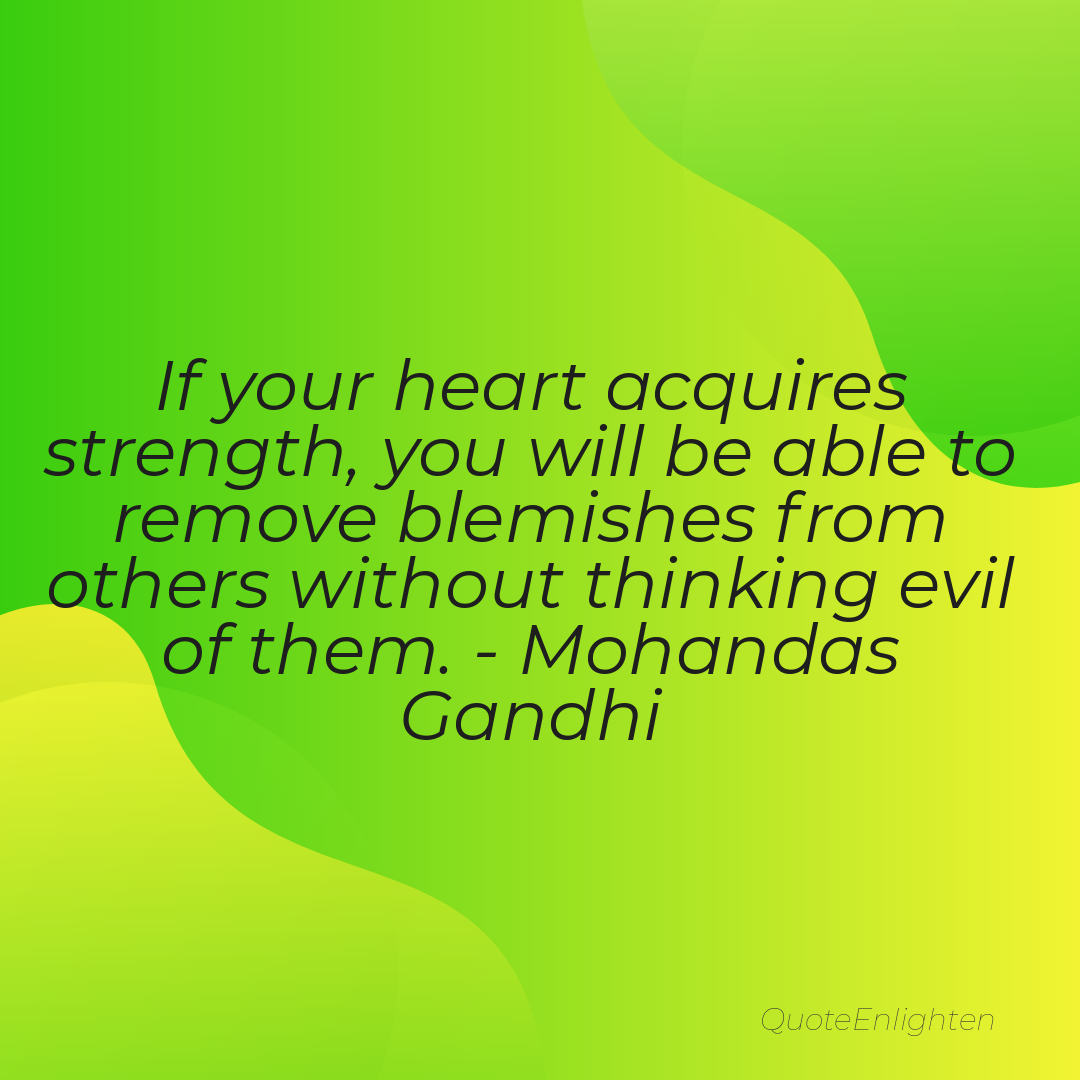 If your heart acquires
strength, you will be able to
remove blemishes from
others without thinking evil
of them. - Mohandas
Gandhi
QuoteEnlighten